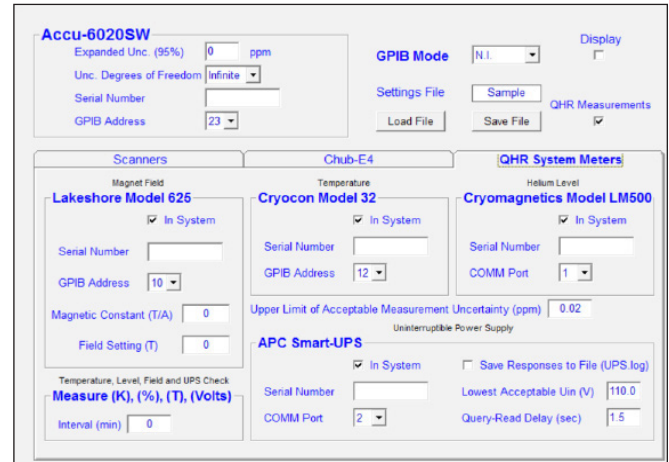 Accu-6020SW
Expanded Unc. (95%) 0 ppm
Unc. Degrees of Freedom Infinite
Serial Number
GPIB Address 23
GPIB Mode N.I.
Display
Settings File Sample
QHR Measurements
Load File Save File
Scanners Chub-E4 QHR System Meters
Magnet Field
Lakeshore Model 625
In System
Serial Number
GPIB Address 10
Magnetic Constant (T/A) 0
Field Setting (T) 0
Temperature
Cryocon Model 32
In System
Serial Number
GPIB Address 12
Helium Level
Cryomagnetics Model LM500
In System
Serial Number
COMM Port 1
Upper Limit of Acceptable Measurement Uncertainty (ppm) 0.02
Uninterruptible Power Supply
APC Smart-UPS
In System Save Responses to File (UPS.log)
Serial Number Lowest Acceptable Uin (V) 110.0
COMM Port 2 Query-Read Delay (sec) 1.5
Temperature, Level, Field and UPS Check
Measure (K), (%), (T), (Volts)
Interval (min) 0